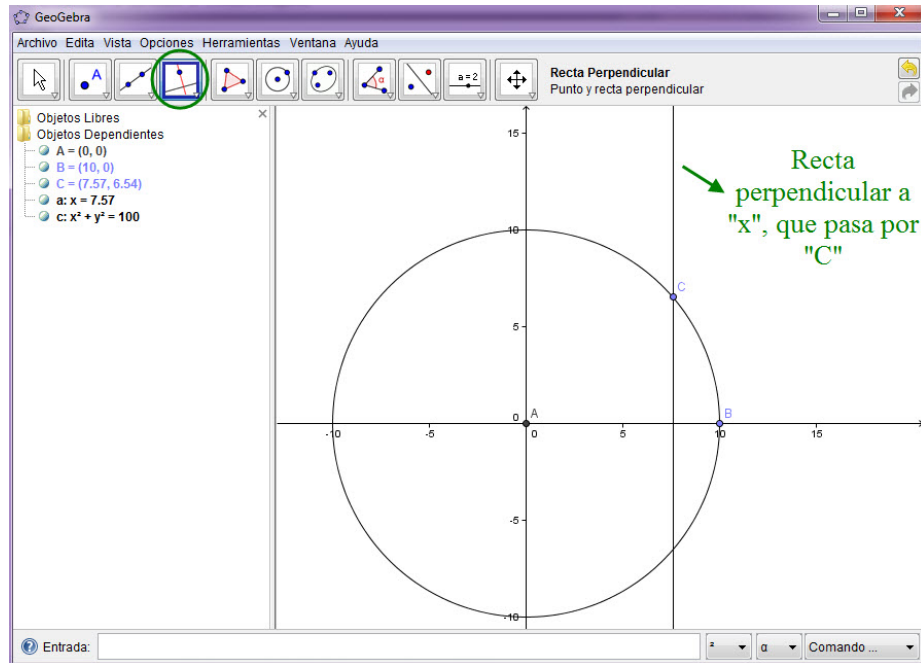 GeoGebra
Archivo Edita Vista Opciones Herramientas Ventana Ayuda
A
α
a = 2
Recta Perpendicular
Punto y recta perpendicular
Objetos Libres
Objetos Dependientes
A = (0, 0)
B = (10, 0)
C = (7.57, 6.54)
a: x = 7.57
c: x² + y² = 100
Recta
perpendicular a
"x", que pasa por
"C"
15
10
5
0
-5
-10
-10
-5
0
5
10
15
A
B
C
Entrada:
²
α
Comando ...